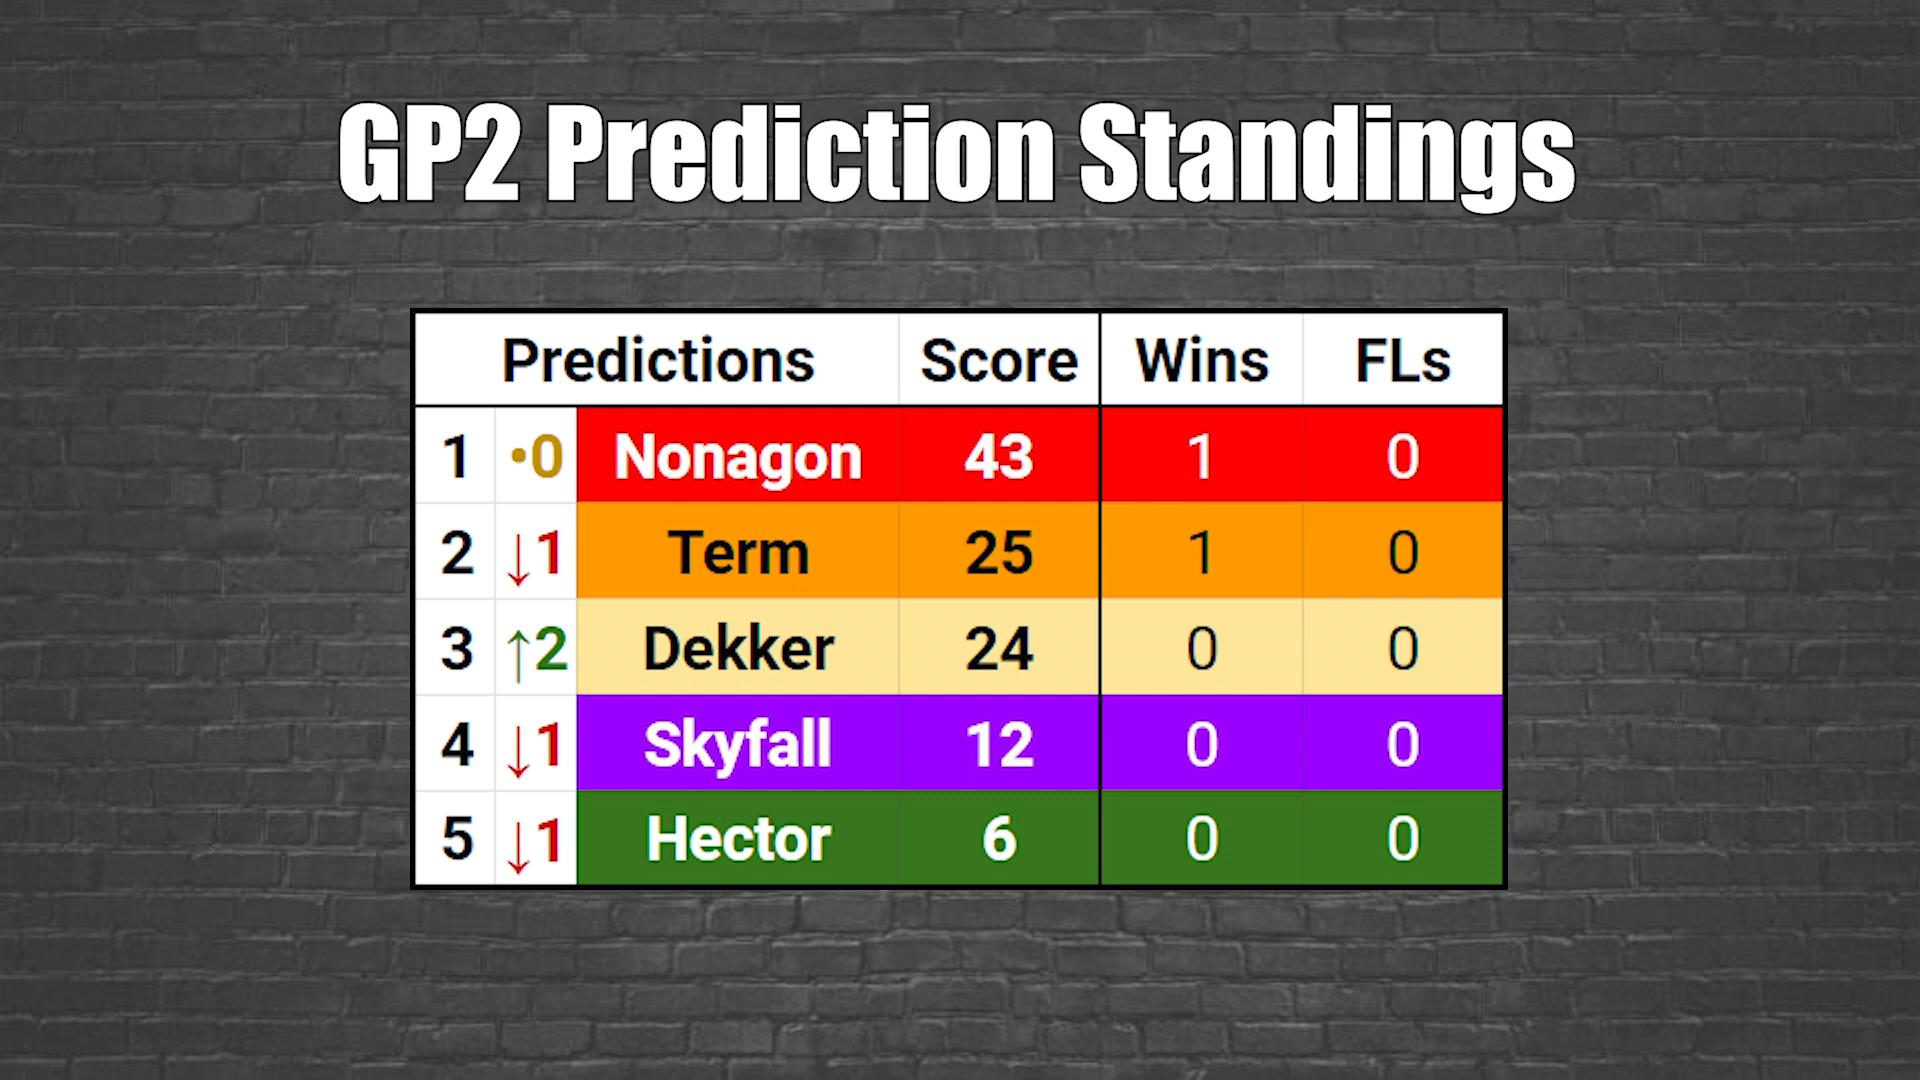 GP2 Prediction Standings
Predictions Score Wins FLs
1 •0 Nonagon 43 1 0
2 ↓1 Term 25 1 0
3 ↑2 Dekker 24 0 0
4 ↓1 Skyfall 12 0 0
5 ↓1 Hector 6 0 0